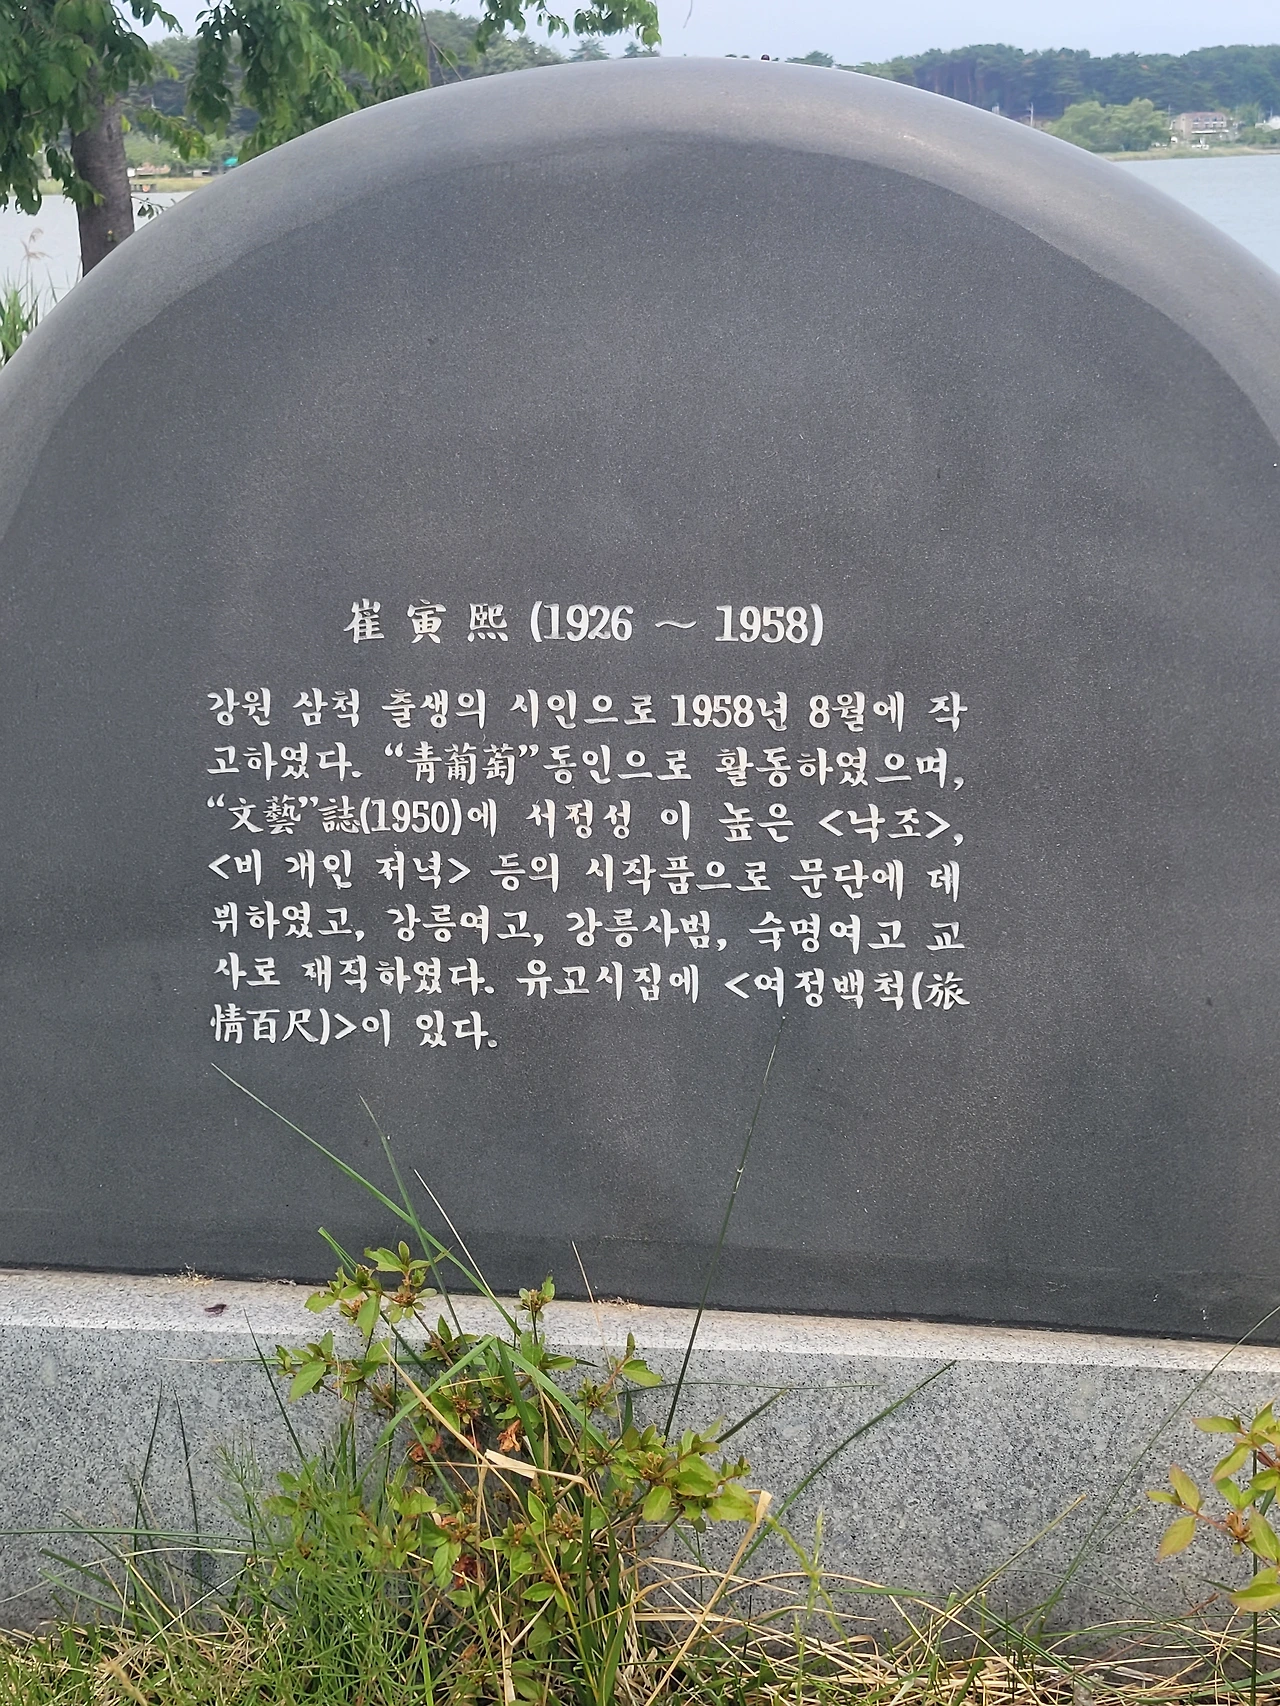 崔寅熙 (1926 ~ 1958)
강원 삼척 출생의 시인으로 1958년 8월에 작
고하였다. “靑葡萄”동인으로 활동하였으며,
“文藝”誌(1950)에 서정성 이 높은 <낙조>,
<비 개인 저녁> 등의 시작품으로 문단에 데
뷔하였고, 강릉여고, 강릉사범, 숙명여고 교
사로 재직하였다. 유고시집에 <여정백척(旅
情百尺)>이 있다.